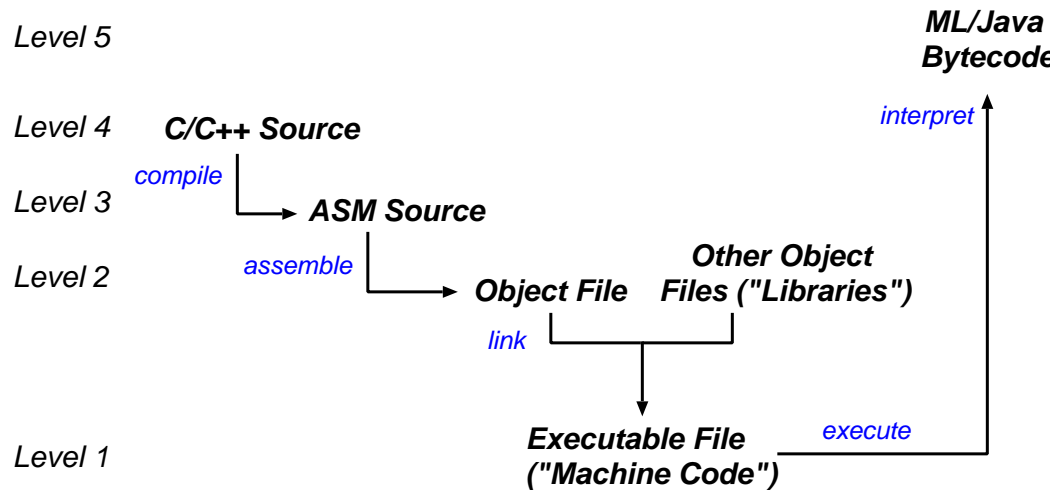 Level 5
ML/Java
Bytecode
Level 4
C/C++ Source
interpret
compile
Level 3
ASM Source
assemble
Level 2
Other Object
Object File
Files ("Libraries")
link
Level 1
Executable File
("Machine Code")
execute